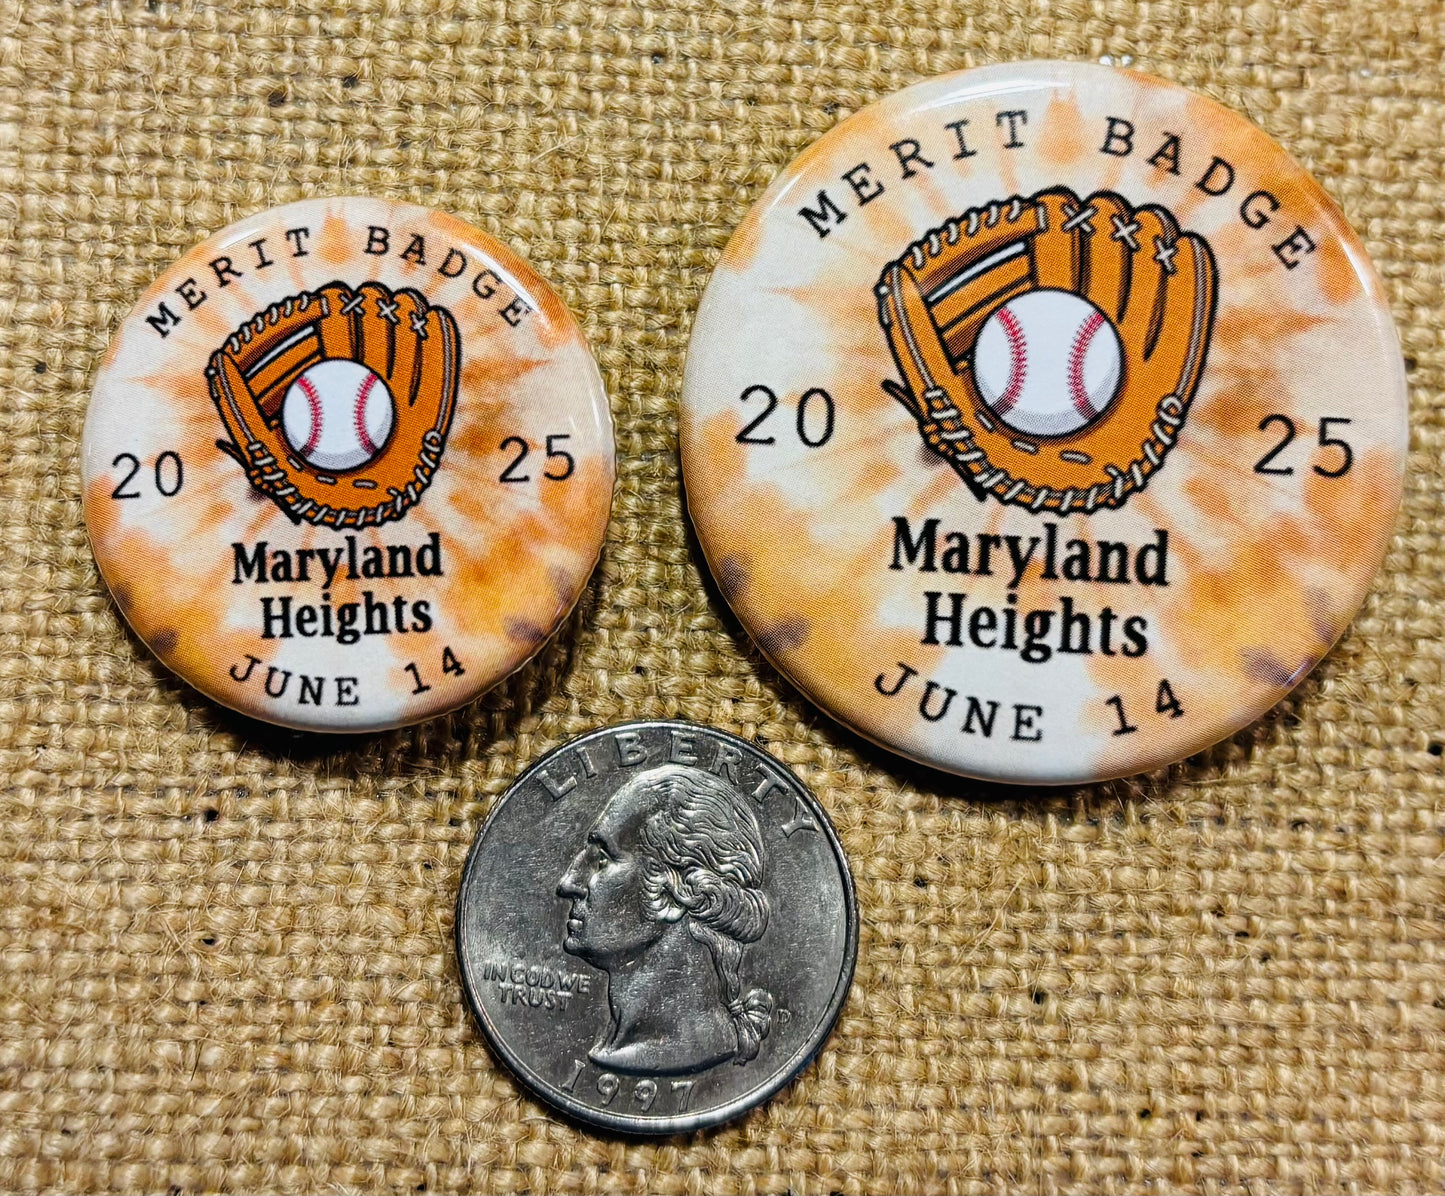 MERIT BADGE
20 25
Maryland
Heights
JUNE 14
MERIT BADGE
20 25
Maryland
Heights
JUNE 14
LIBERTY
IN GOD WE
TRUST
D
1997